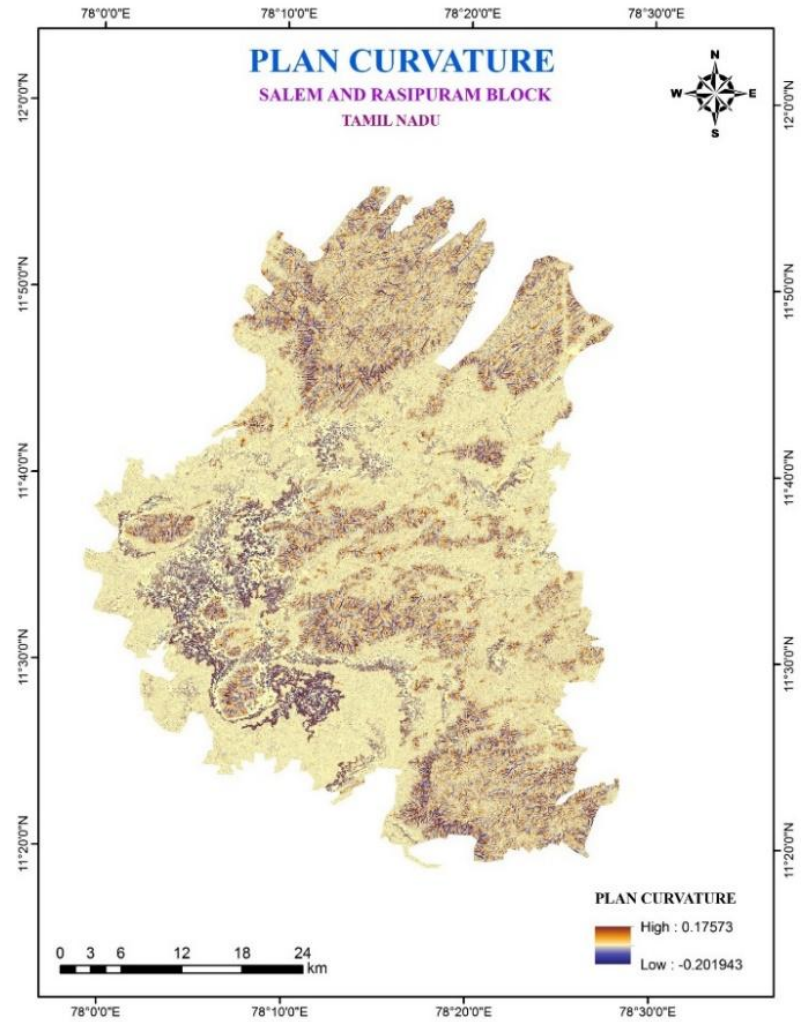 78°0'0"E 78°10'0"E 78°20'0"E 78°30'0"E
PLAN CURVATURE
SALEM AND RASIPURAM BLOCK
TAMIL NADU
N
W E
S
12°0'0"N 12°0'0"N
11°50'0"N 11°50'0"N
11°40'0"N 11°40'0"N
11°30'0"N 11°30'0"N
11°20'0"N 11°20'0"N
PLAN CURVATURE
High : 0.17573
Low : -0.201943
0 3 6 12 18 24
km
78°0'0"E 78°10'0"E 78°20'0"E 78°30'0"E